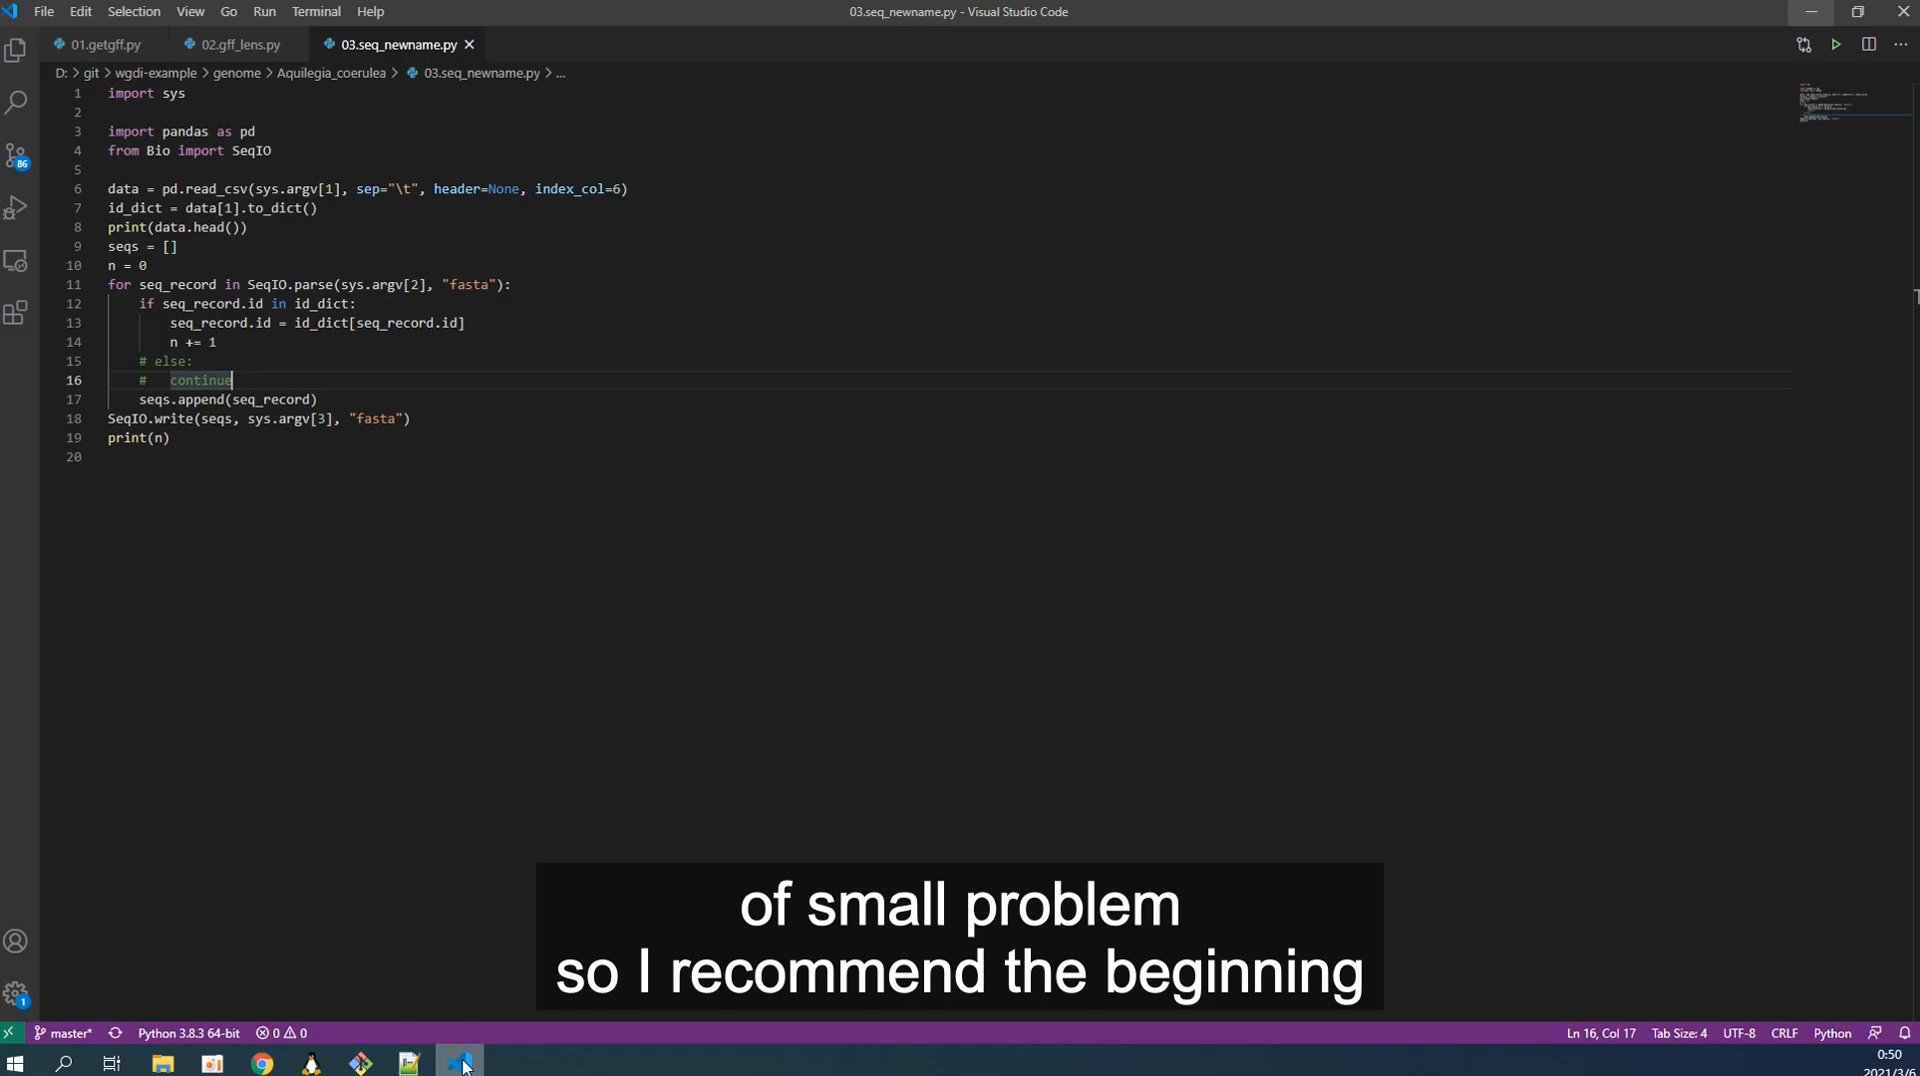 File Edit Selection View Go Run Terminal Help
03.seq_newname.py - Visual Studio Code
01.getgff.py 02.gff_lens.py 03.seq_newname.py
D: > git > wgdi-example > genome > Aquilegia_coerulea > 03.seq_newname.py > ...
1 import sys
2
3 import pandas as pd
4 from Bio import SeqIO
5
6 data = pd.read_csv(sys.argv[1], sep="\t", header=None, index_col=6)
7 id_dict = data[1].to_dict()
8 print(data.head())
9 seqs = []
10 n = 0
11 for seq_record in SeqIO.parse(sys.argv[2], "fasta"):
12 if seq_record.id in id_dict:
13 seq_record.id = id_dict[seq_record.id]
14 n += 1
15 # else:
16 # continue
17 seqs.append(seq_record)
18 SeqIO.write(seqs, sys.argv[3], "fasta")
19 print(n)
20
86
of small problem
so I recommend the beginning
1
master* Python 3.8.3 64-bit 0 0 Ln 16, Col 17 Tab Size: 4 UTF-8 CRLF Python
0:50
2021/3/6